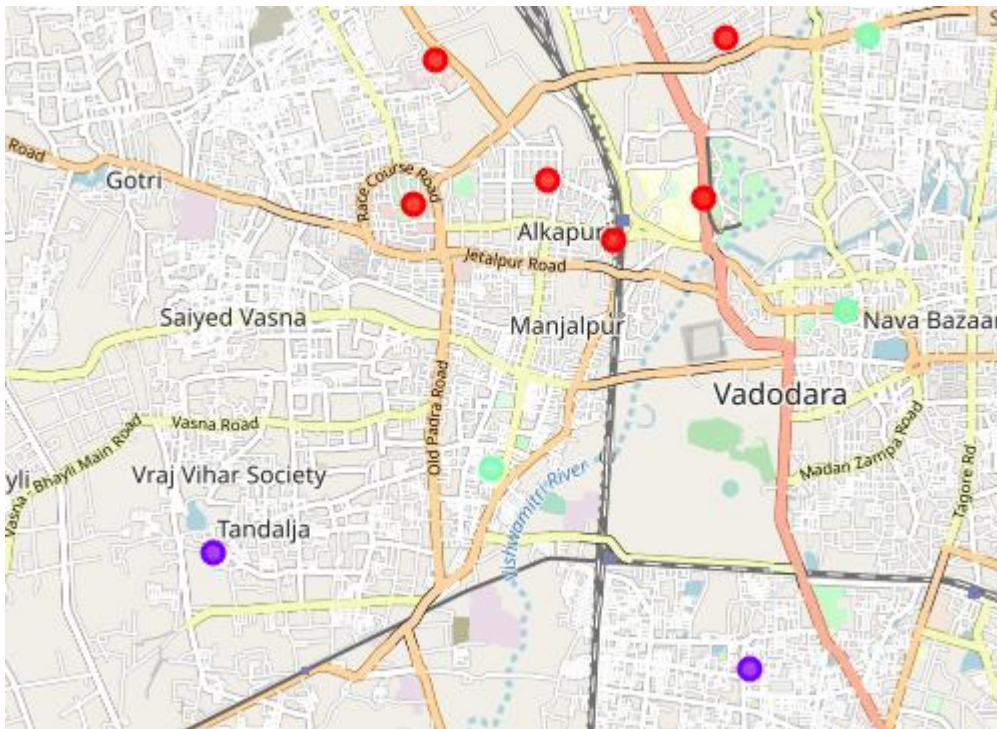 S
Road
Gotri
Race Course Road
Alkapuri
Jetalpur Road
Saiyed Vasna
Manjalpur
Nava Bazaar
Old Padra Road
Vadodara
Vasna Road
Madan Zampa Road
Vasna - Bhayli Main Road
yli
Vraj Vihar Society
Tagore Rd
Vishwamitri River
Tandalja